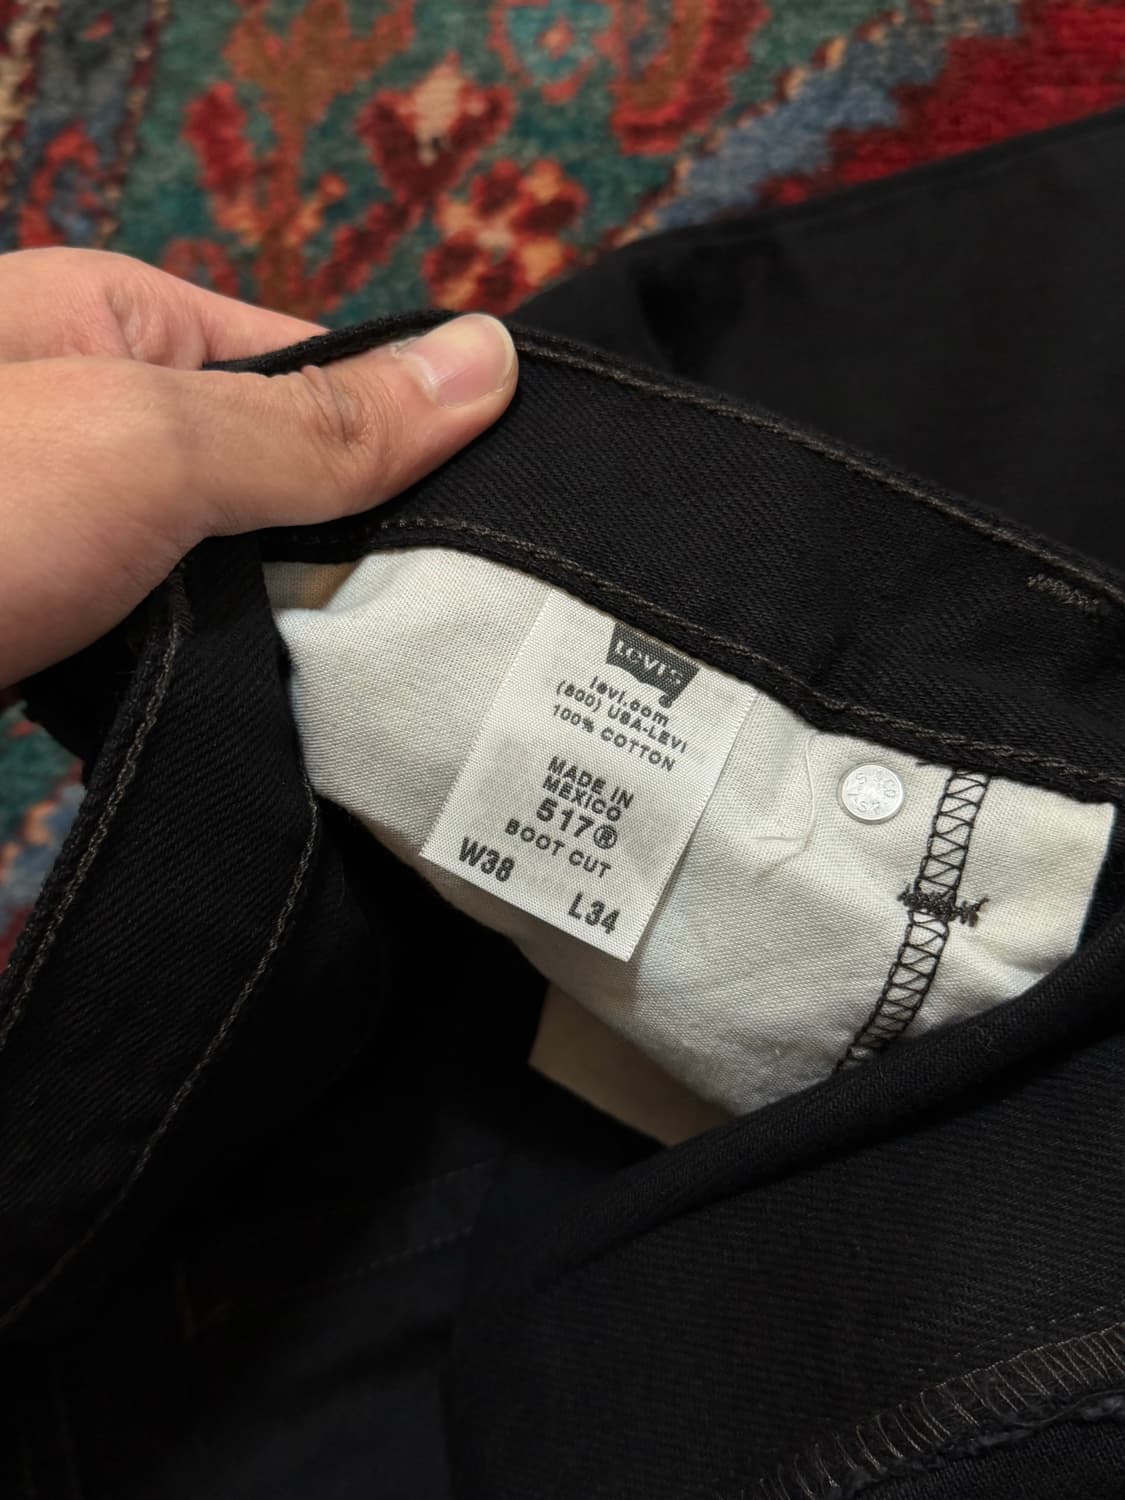 LEVI'S
levi.com
(800) USA-LEVI
100% COTTON
MADE IN
MEXICO
517®
BOOT CUT
W38
L34